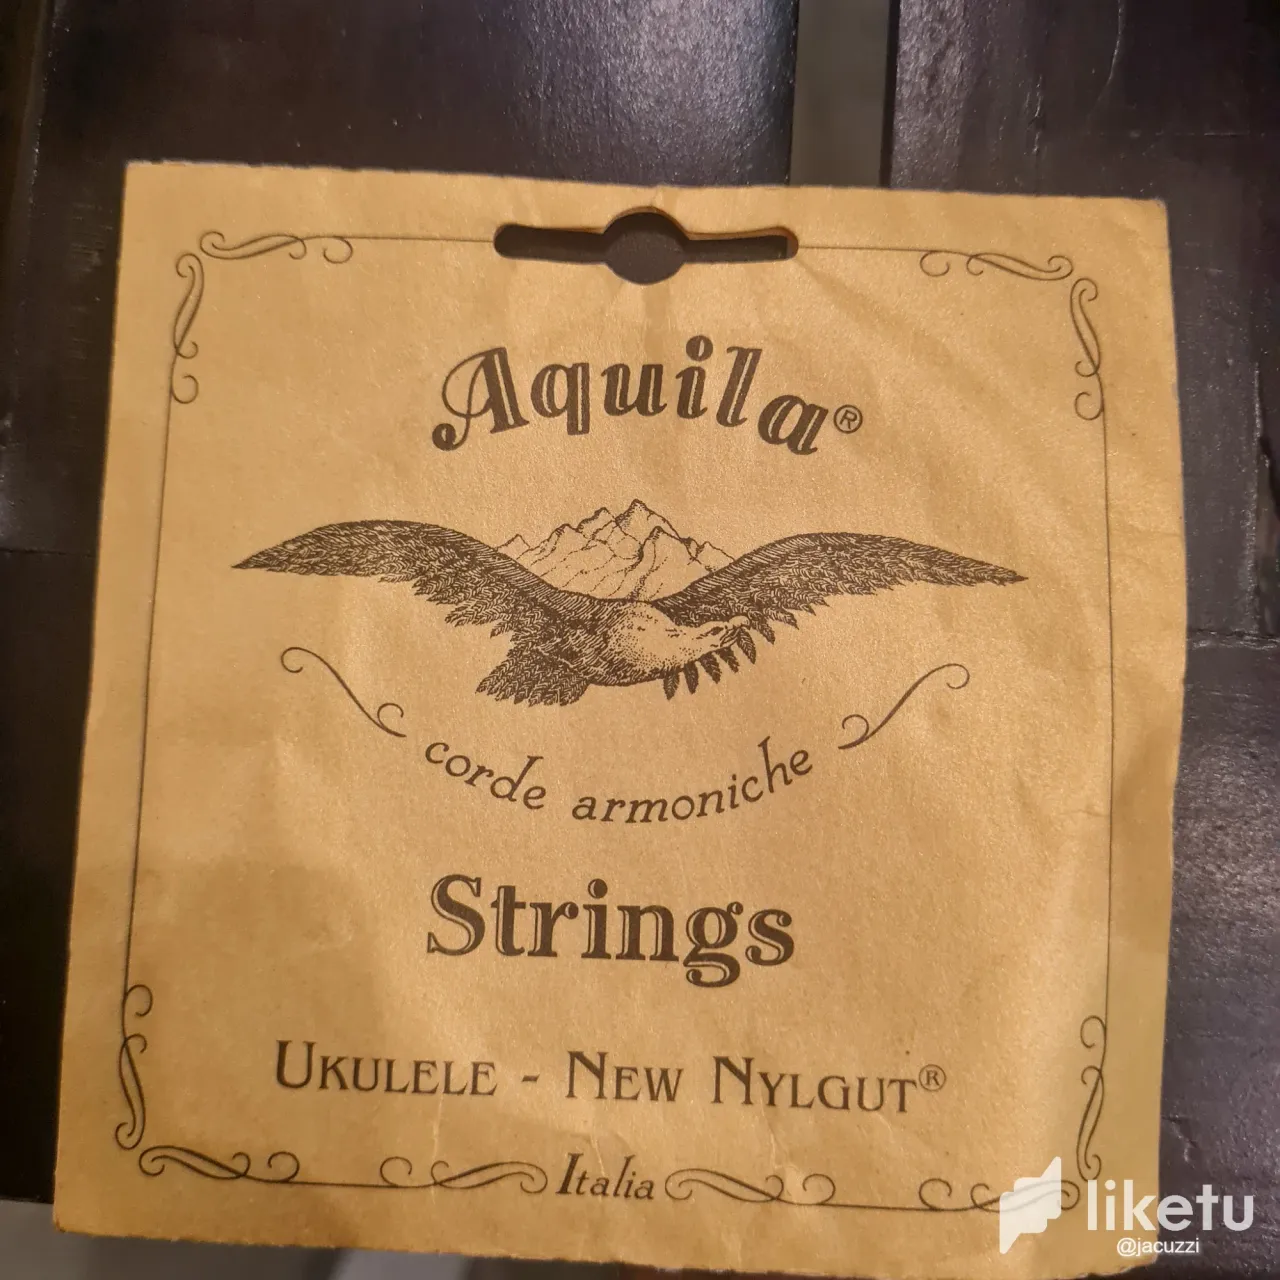 Aquila®
corde armoniche
Strings
UKULELE - NEW NYLGUT®
Italia
liketu
@jacuzzi